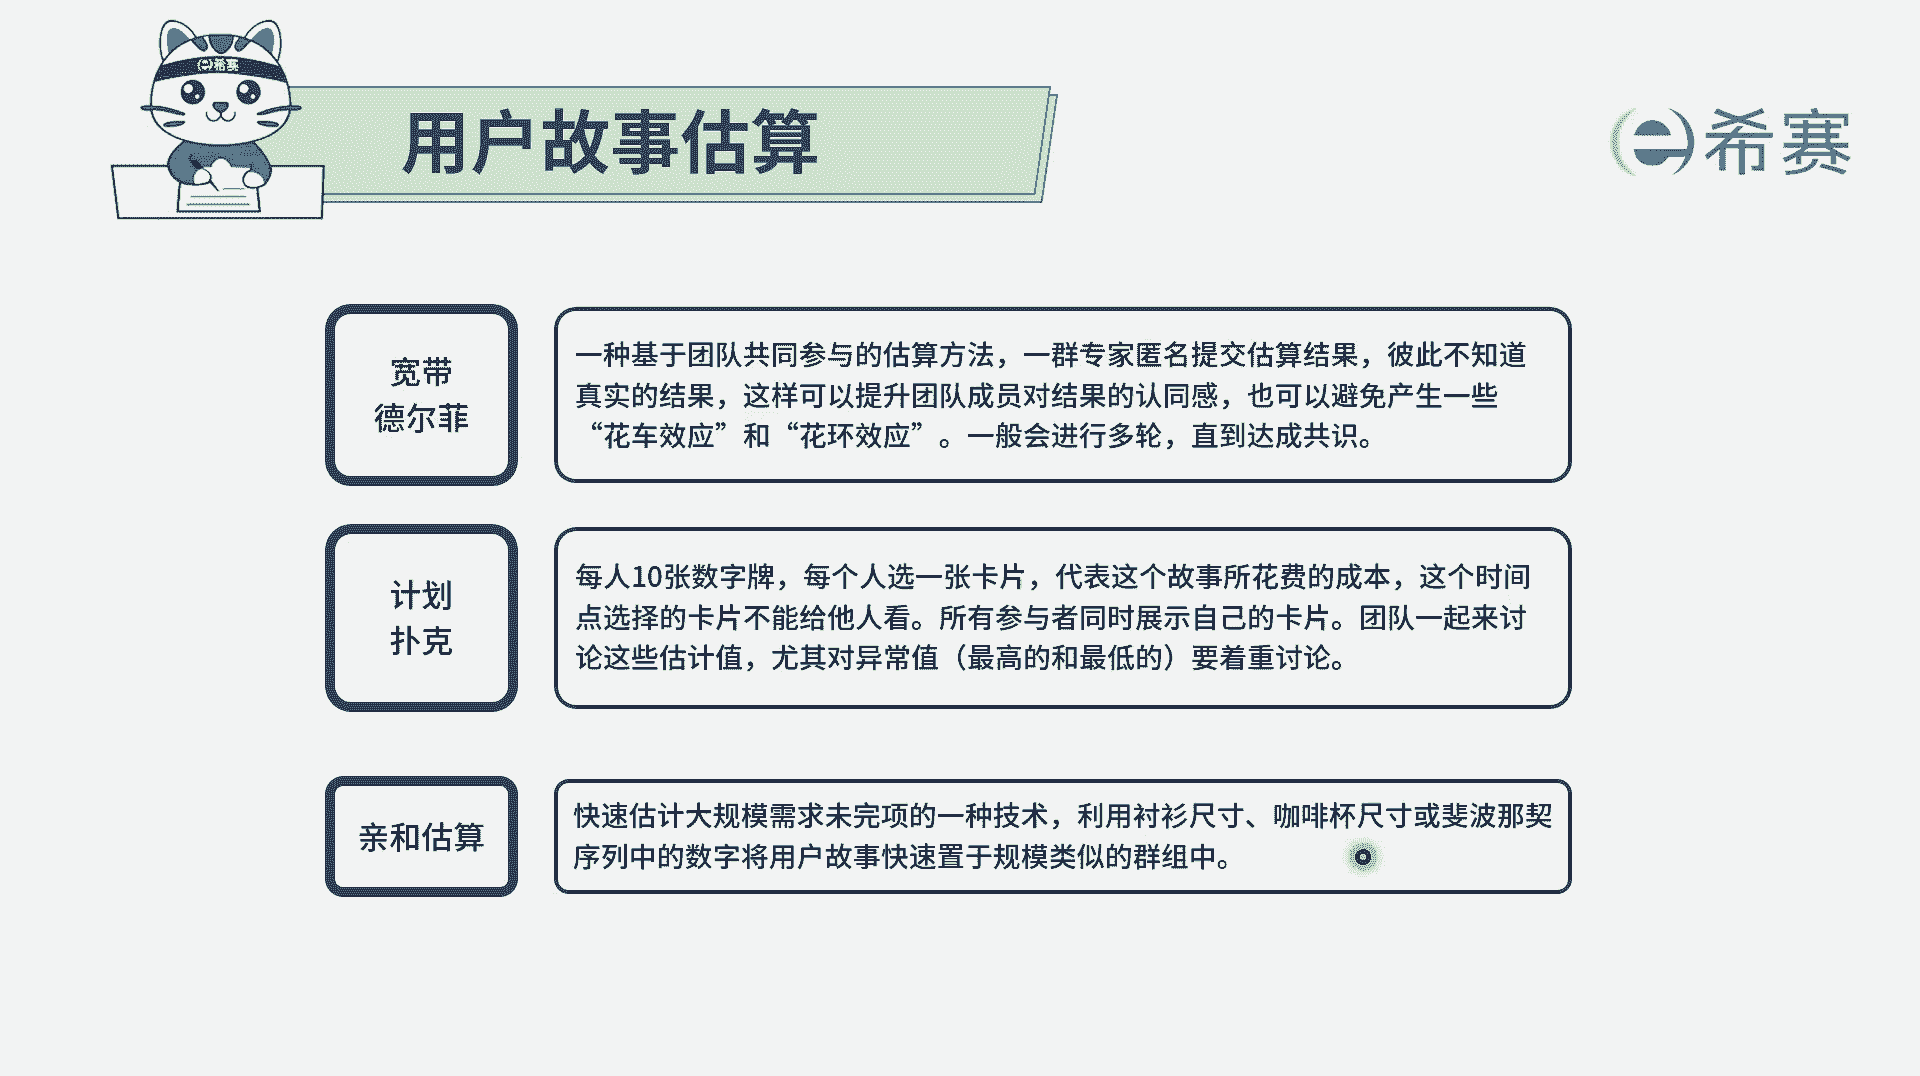 希赛
用户故事估算
希赛
宽带
德尔菲
一种基于团队共同参与的估算方法，一群专家匿名提交估算结果，彼此不知道
真实的结果，这样可以提升团队成员对结果的认同感，也可以避免产生一些
“花车效应”和“花环效应”。一般会进行多轮，直到达成共识。
计划
扑克
每人10张数字牌，每个人选一张卡片，代表这个故事所花费的成本，这个时间
点选择的卡片不能给他人看。所有参与者同时展示自己的卡片。团队一起来讨
论这些估计值，尤其对异常值（最高的和最低的）要着重讨论。
亲和估算
快速估计大规模需求未完项的一种技术，利用衬衫尺寸、咖啡杯尺寸或斐波那契
序列中的数字将用户故事快速置于规模类似的群组中。